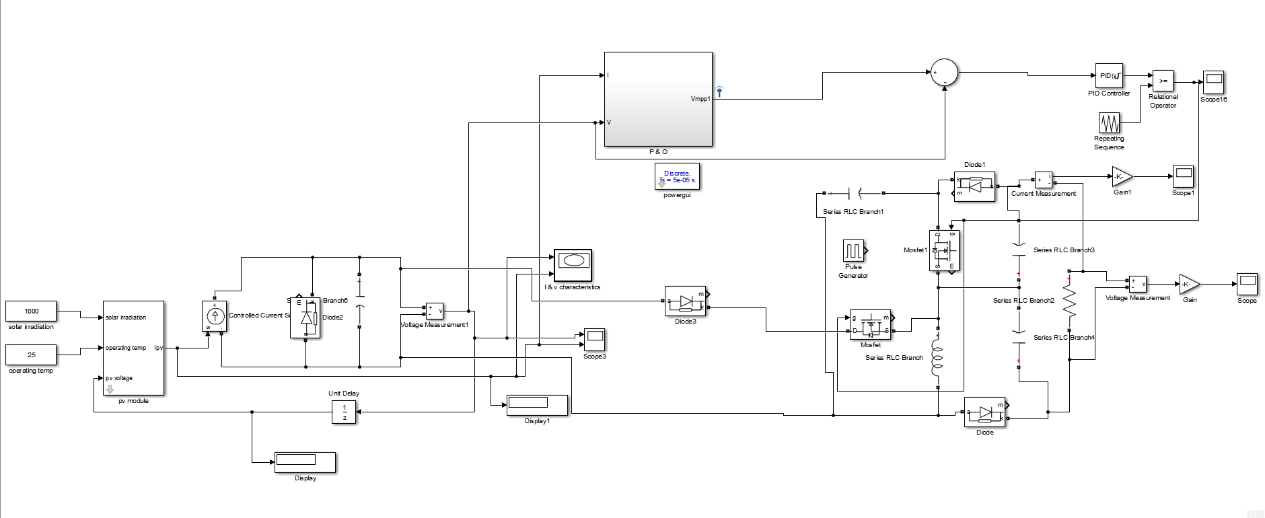 I
V
Vmpp1
P & O
Discrete,
= 5e-05 s.
powergui
+
-
PID(z)
PID Controller
>=
Relational
Operator
Scope16
Repeating
Sequence
Diode1
k
a
m
Current Measurement
+
-
i
-K-
Gain1
Scope1
Series RLC Branch1
Pulse
Generator
Mosfet1
Series RLC Branch3
Series RLC Branch2
Series RLC Branch4
Voltage Measurement
+
-
v
-K-
Gain
Scope
I & v characteristics
Diode3
a
k
m
Mosfet
g
D
S
m
Series RLC Branch
Diode
a
k
m
Scope3
1000
solar irradiation
25
operating temp
solar irradiation
operating temp
pv voltage
Ipv
pv module
Controlled Current S
Branch6
Diode2
+
-
v
Voltage Measurement1
Unit Delay
1
z
Display1
Display